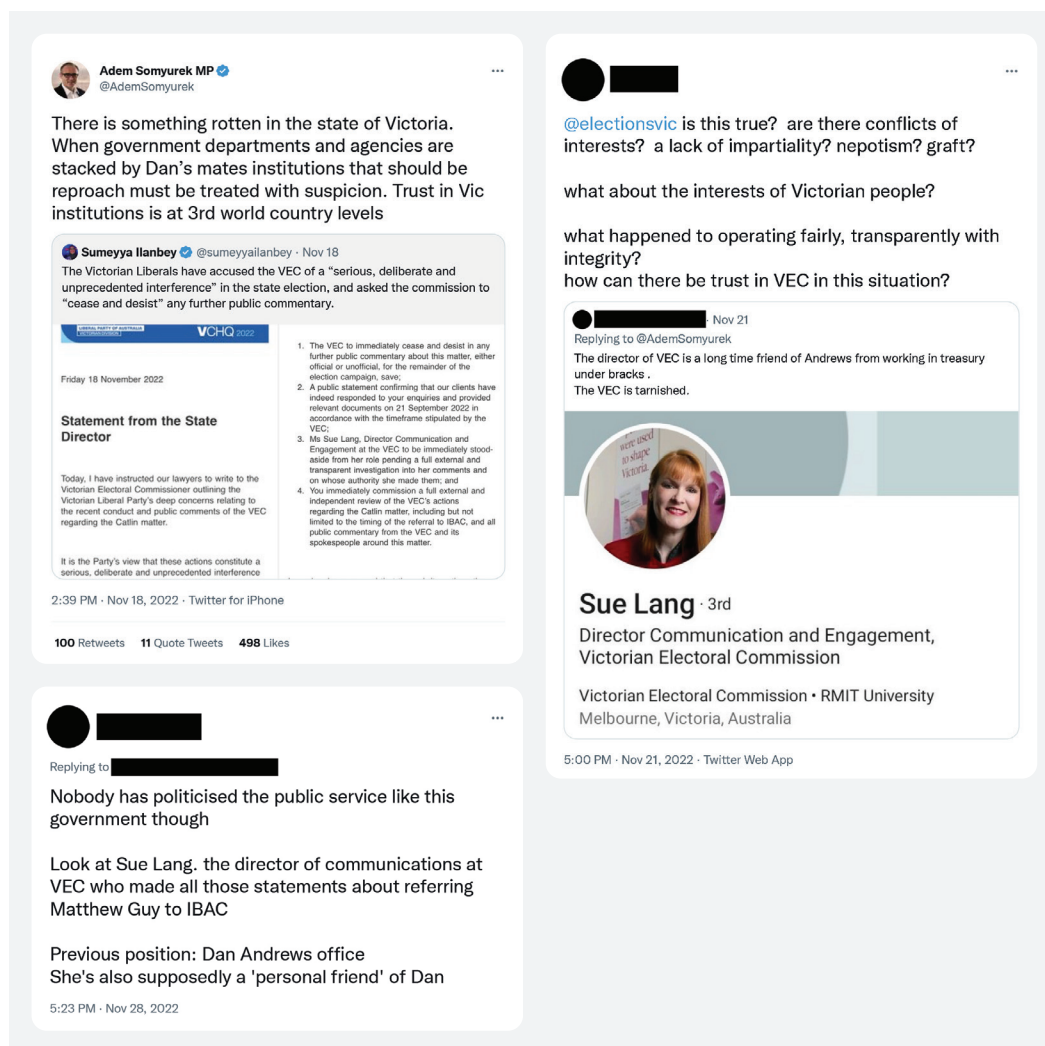 Adem Somyurek MP
@AdemSomyurek
There is something rotten in the state of Victoria.
When government departments and agencies are
stacked by Dan's mates institutions that should be
reproach must be treated with suspicion. Trust in Vic
institutions is at 3rd world country levels
Sumeyya Ilanbey @sumeyyailanbey · Nov 18
The Victorian Liberals have accused the VEC of a “serious, deliberate and
unprecedented interference” in the state election, and asked the commission to
“cease and desist” any further public commentary.
LIBERAL PARTY OF AUSTRALIA
VCHQ 2022
Friday 18 November 2022
Statement from the State
Director
Today, I have instructed our lawyers to write to the
Victorian Electoral Commissioner outlining the
Victorian Liberal Party's deep concerns relating to
the recent conduct and public comments of the VEC
regarding the Catlin matter.
It is the Party's view that these actions constitute a
serious, deliberate and unprecedented interference
1. The VEC to immediately cease and desist in any
further public commentary about this matter, either
official or unofficial, for the remainder of the
election campaign, save;
2. A public statement confirming that our clients have
indeed responded to your enquiries and provided
relevant documents on 21 September 2022 in
accordance with the timeframe stipulated by the
VEC;
3. Ms Sue Lang, Director Communication and
Engagement at the VEC to be immediately stood-
aside from her role pending a full external and
transparent investigation into her comments and
on whose authority she made them; and
4. You immediately commission a full external and
independent review of the VEC's actions
regarding the Catlin matter, including but not
limited to the timing of the referral to IBAC, and all
public commentary from the VEC and its
spokespeople around this matter.
2:39 PM · Nov 18, 2022 · Twitter for iPhone
100 Retweets 11 Quote Tweets 498 Likes
Replying to
Nobody has politicised the public service like this
government though
Look at Sue Lang. the director of communications at
VEC who made all those statements about referring
Matthew Guy to IBAC
Previous position: Dan Andrews office
She's also supposedly a 'personal friend' of Dan
5:23 PM · Nov 28, 2022
@electionsvic is this true? are there conflicts of
interests? a lack of impartiality? nepotism? graft?
what about the interests of Victorian people?
what happened to operating fairly, transparently with
integrity?
how can there be trust in VEC in this situation?
· Nov 21
Replying to @AdemSomyurek
The director of VEC is a long time friend of Andrews from working in treasury
under bracks .
The VEC is tarnished.
were used
to shape
Victoria.
Sue Lang · 3rd
Director Communication and Engagement,
Victorian Electoral Commission
Victorian Electoral Commission • RMIT University
Melbourne, Victoria, Australia
5:00 PM · Nov 21, 2022 · Twitter Web App